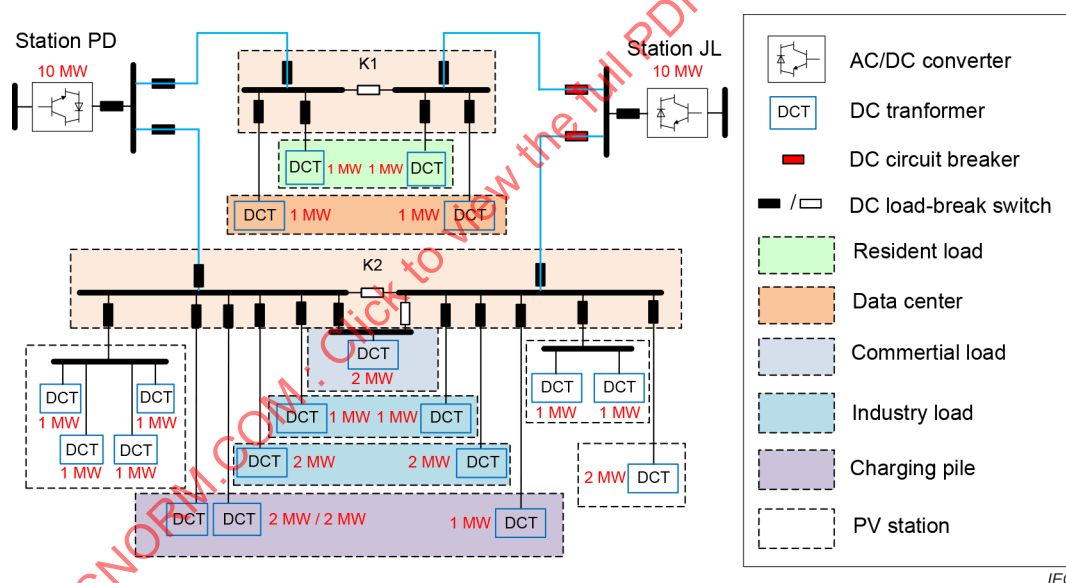 Station PD
10 MW
K1
Station JL
10 MW
DCT
1 MW
1 MW
DCT
DCT
1 MW
1 MW
DCT
K2
DCT
2 MW
DCT
1 MW
1 MW
DCT
DCT
2 MW
2 MW
DCT
DCT
DCT
2 MW / 2 MW
1 MW
DCT
DCT
1 MW
DCT
1 MW
DCT
1 MW
DCT
1 MW
DCT
1 MW
DCT
1 MW
2 MW
DCT
AC/DC converter
DCT
DC tranformer
DC circuit breaker
/
DC load-break switch
Resident load
Data center
Commertial load
Industry load
Charging pile
PV station
CNORM.COM : Click to view the full PDF
IEC